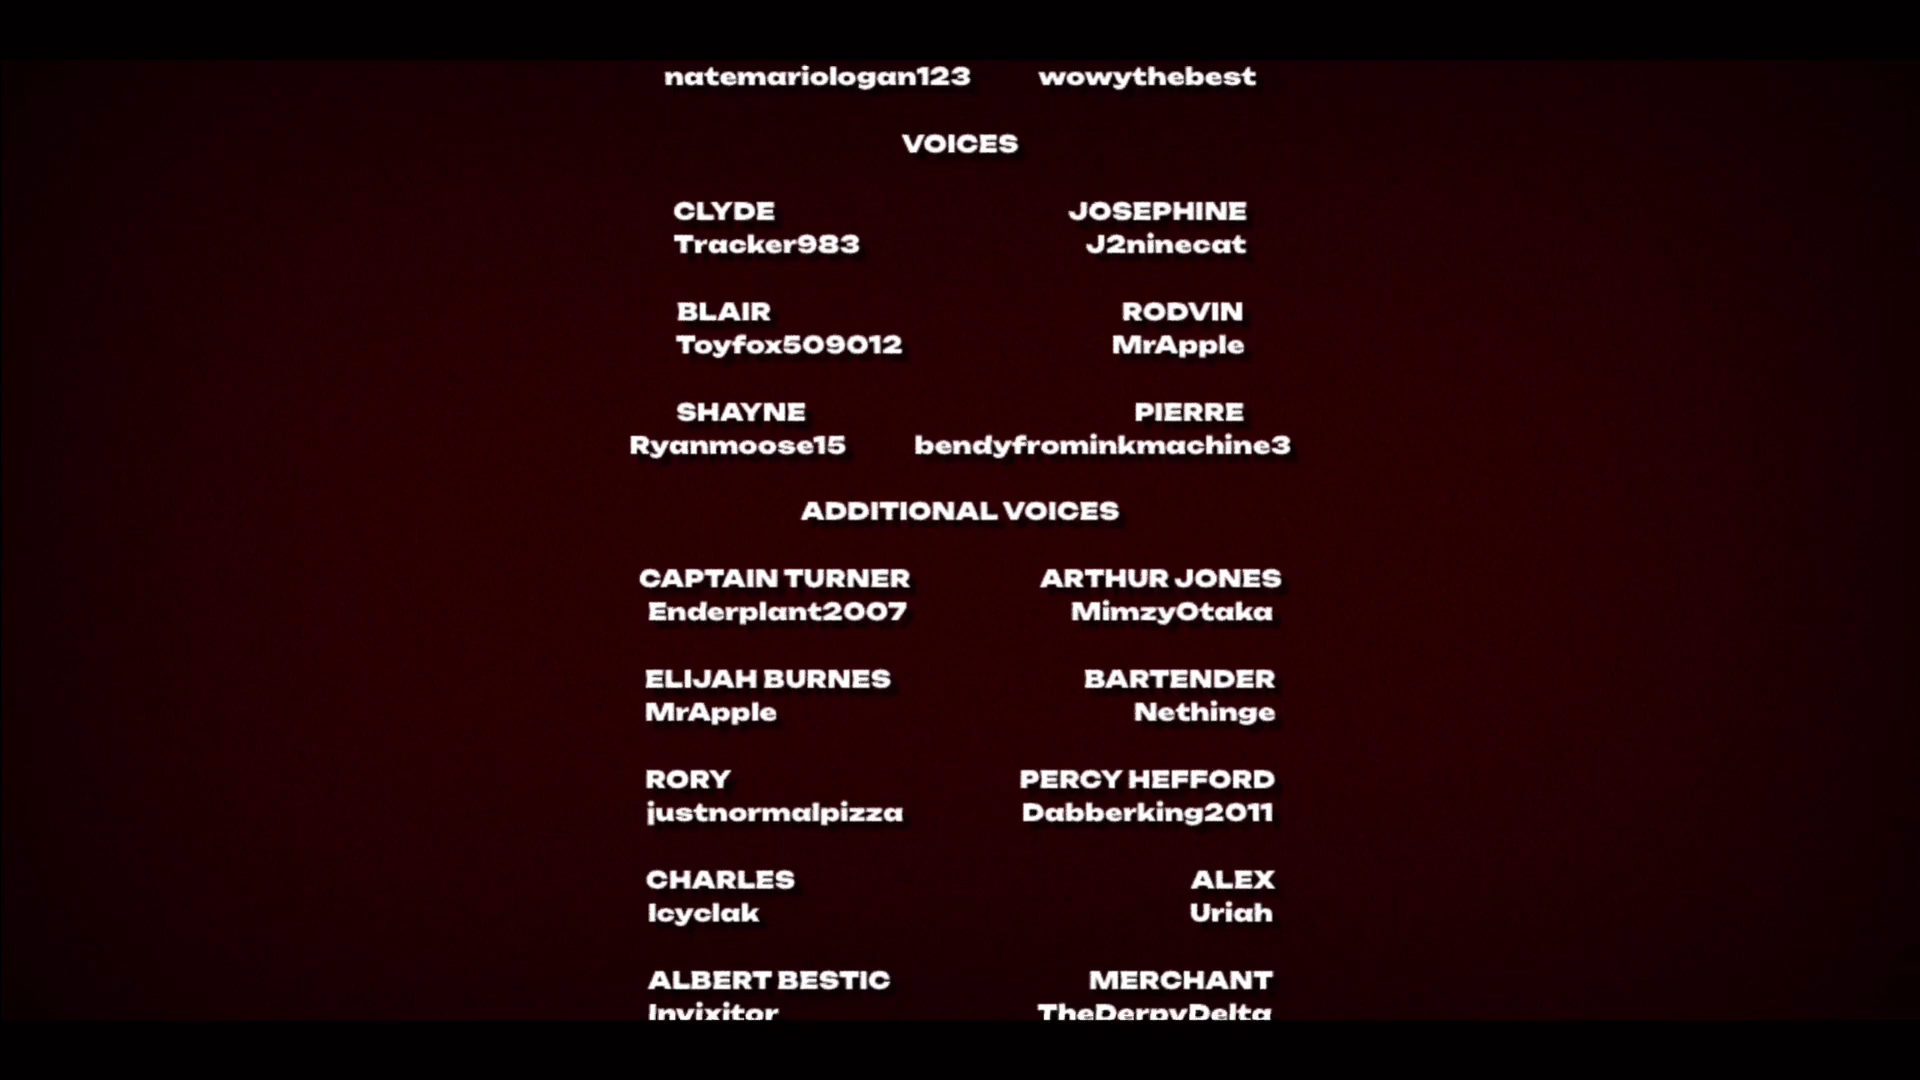 natemariologan123 wowythebest
VOICES
CLYDE JOSEPHINE
Tracker983 J2ninecat
BLAIR RODVIN
Toyfox509012 MrApple
SHAYNE PIERRE
Ryanmoose15 bendyfrominkmachine3
ADDITIONAL VOICES
CAPTAIN TURNER ARTHUR JONES
Enderplant2007 MimzyOtaka
ELIJAH BURNES BARTENDER
MrApple Nethinge
RORY PERCY HEFFORD
justnormalpizza Dabberking2011
CHARLES ALEX
Icyclak Uriah
ALBERT BESTIC MERCHANT
Invixitor TheDerpyDelta